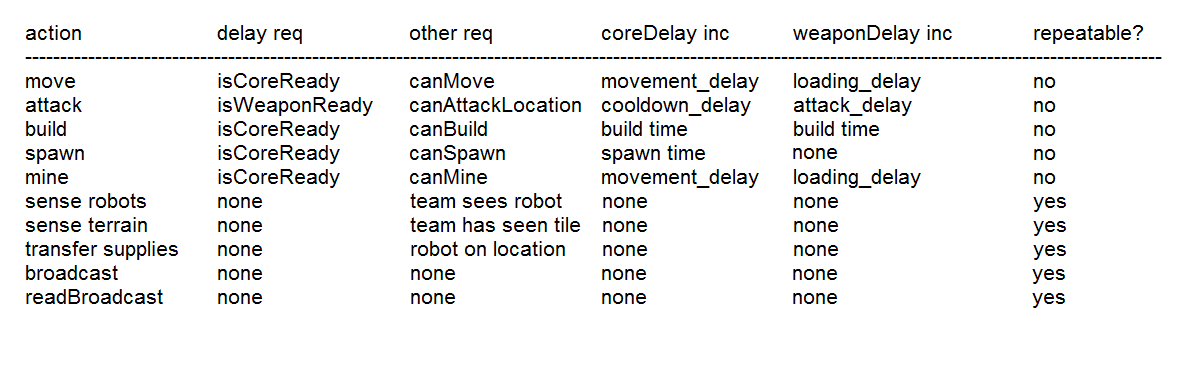 action delay req other req coreDelay inc weaponDelay inc repeatable?
move isCoreReady canMove movement_delay loading_delay no
attack isWeaponReady canAttackLocation cooldown_delay attack_delay no
build isCoreReady canBuild build time build time no
spawn isCoreReady canSpawn spawn time none no
mine isCoreReady canMine movement_delay loading_delay no
sense robots none team sees robot none none yes
sense terrain none team has seen tile none none yes
transfer supplies none robot on location none none yes
broadcast none none none none yes
readBroadcast none none none none yes